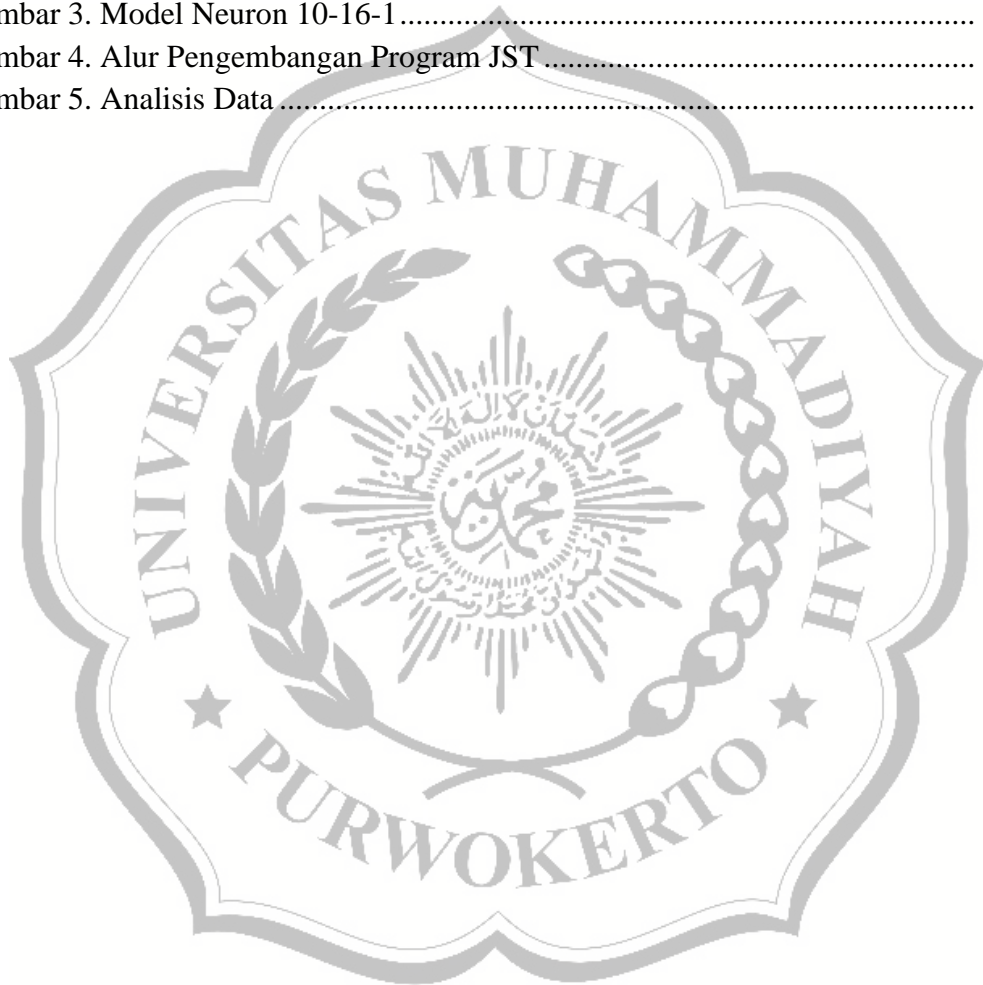 mbar 3. Model Neuron 10-16-1................................................................
mbar 4. Alur Pengembangan Program JST................................................
mbar 5. Analisis Data...............................................................................
UNIVERSITAS MUHAMMADIYAH
محمد
PURWOKERTO